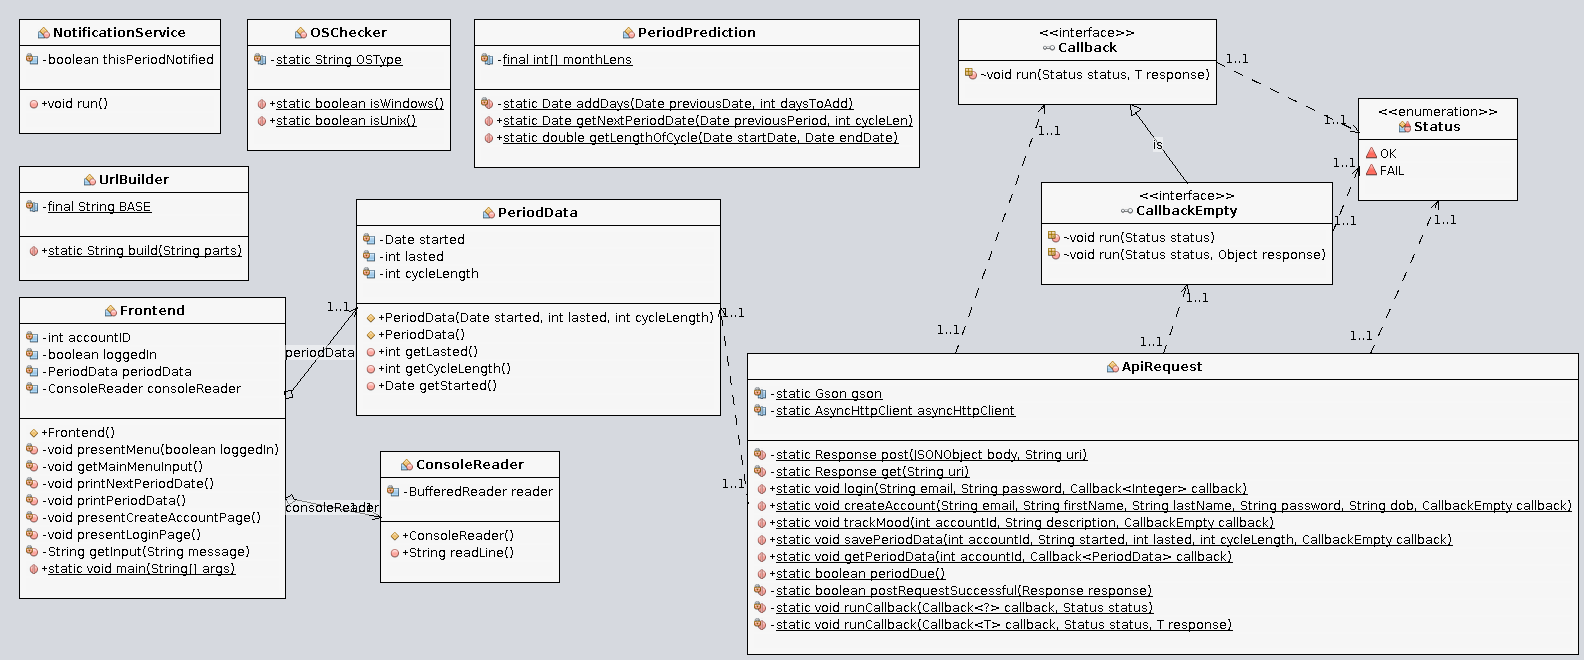 NotificationService
-boolean thisPeriodNotified
+void run()
OSChecker
-static String OSType
+static boolean isWindows()
+static boolean isUnix()
PeriodPrediction
-final int[] monthLens
-static Date addDays(Date previousDate, int daysToAdd)
+static Date getNextPeriodDate(Date previousPeriod, int cycleLen)
+static double getLengthOfCycle(Date startDate, Date endDate)
<<interface>>
Callback
~void run(Status status, T response)
1..1
1..1
1..1
<<enumeration>>
Status
OK
FAIL
is
1..1
1..1
1..1
<<interface>>
CallbackEmpty
~void run(Status status)
~void run(Status status, Object response)
1..1
UrlBuilder
-final String BASE
+static String build(String parts)
PeriodData
-Date started
-int lasted
-int cycleLength
+PeriodData(Date started, int lasted, int cycleLength)
+PeriodData()
+int getLasted()
+int getCycleLength()
+Date getStarted()
1..1
1..1
periodData
Frontend
-int accountID
-boolean loggedIn
-PeriodData periodData
-ConsoleReader consoleReader
+Frontend()
-void presentMenu(boolean loggedIn)
-void getMainMenuInput()
-void printNextPeriodDate()
-void printPeriodData()
-void presentCreateAccountPage()
-void presentLoginPage()
-String getInput(String message)
+static void main(String[] args)
consoleReader
1..1
ConsoleReader
-BufferedReader reader
+ConsoleReader()
+String readLine()
1..1
1..1
1..1
1..1
ApiRequest
-static Gson gson
-static AsyncHttpClient asyncHttpClient
-static Response post(JSONObject body, String uri)
-static Response get(String uri)
+static void login(String email, String password, Callback<Integer> callback)
+static void createAccount(String email, String firstName, String lastName, String password, String dob, CallbackEmpty callback)
+static void trackMood(int accountId, String description, CallbackEmpty callback)
+static void savePeriodData(int accountId, String started, int lasted, int cycleLength, CallbackEmpty callback)
+static void getPeriodData(int accountId, Callback<PeriodData> callback)
+static boolean periodDue()
-static boolean postRequestSuccessful(Response response)
-static void runCallback(Callback<?> callback, Status status)
-static void runCallback(Callback<T> callback, Status status, T response)